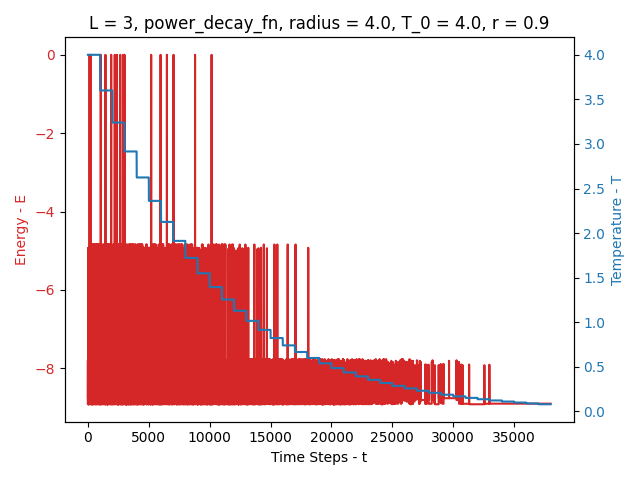 L = 3, power_decay_fn, radius = 4.0, T_0 = 4.0, r = 0.9
Energy - E
0
−2
−4
−6
−8
4.0
3.5
3.0
2.5
2.0
1.5
1.0
0.5
0.0
Temperature - T
0 5000 10000 15000 20000 25000 30000 35000
Time Steps - t